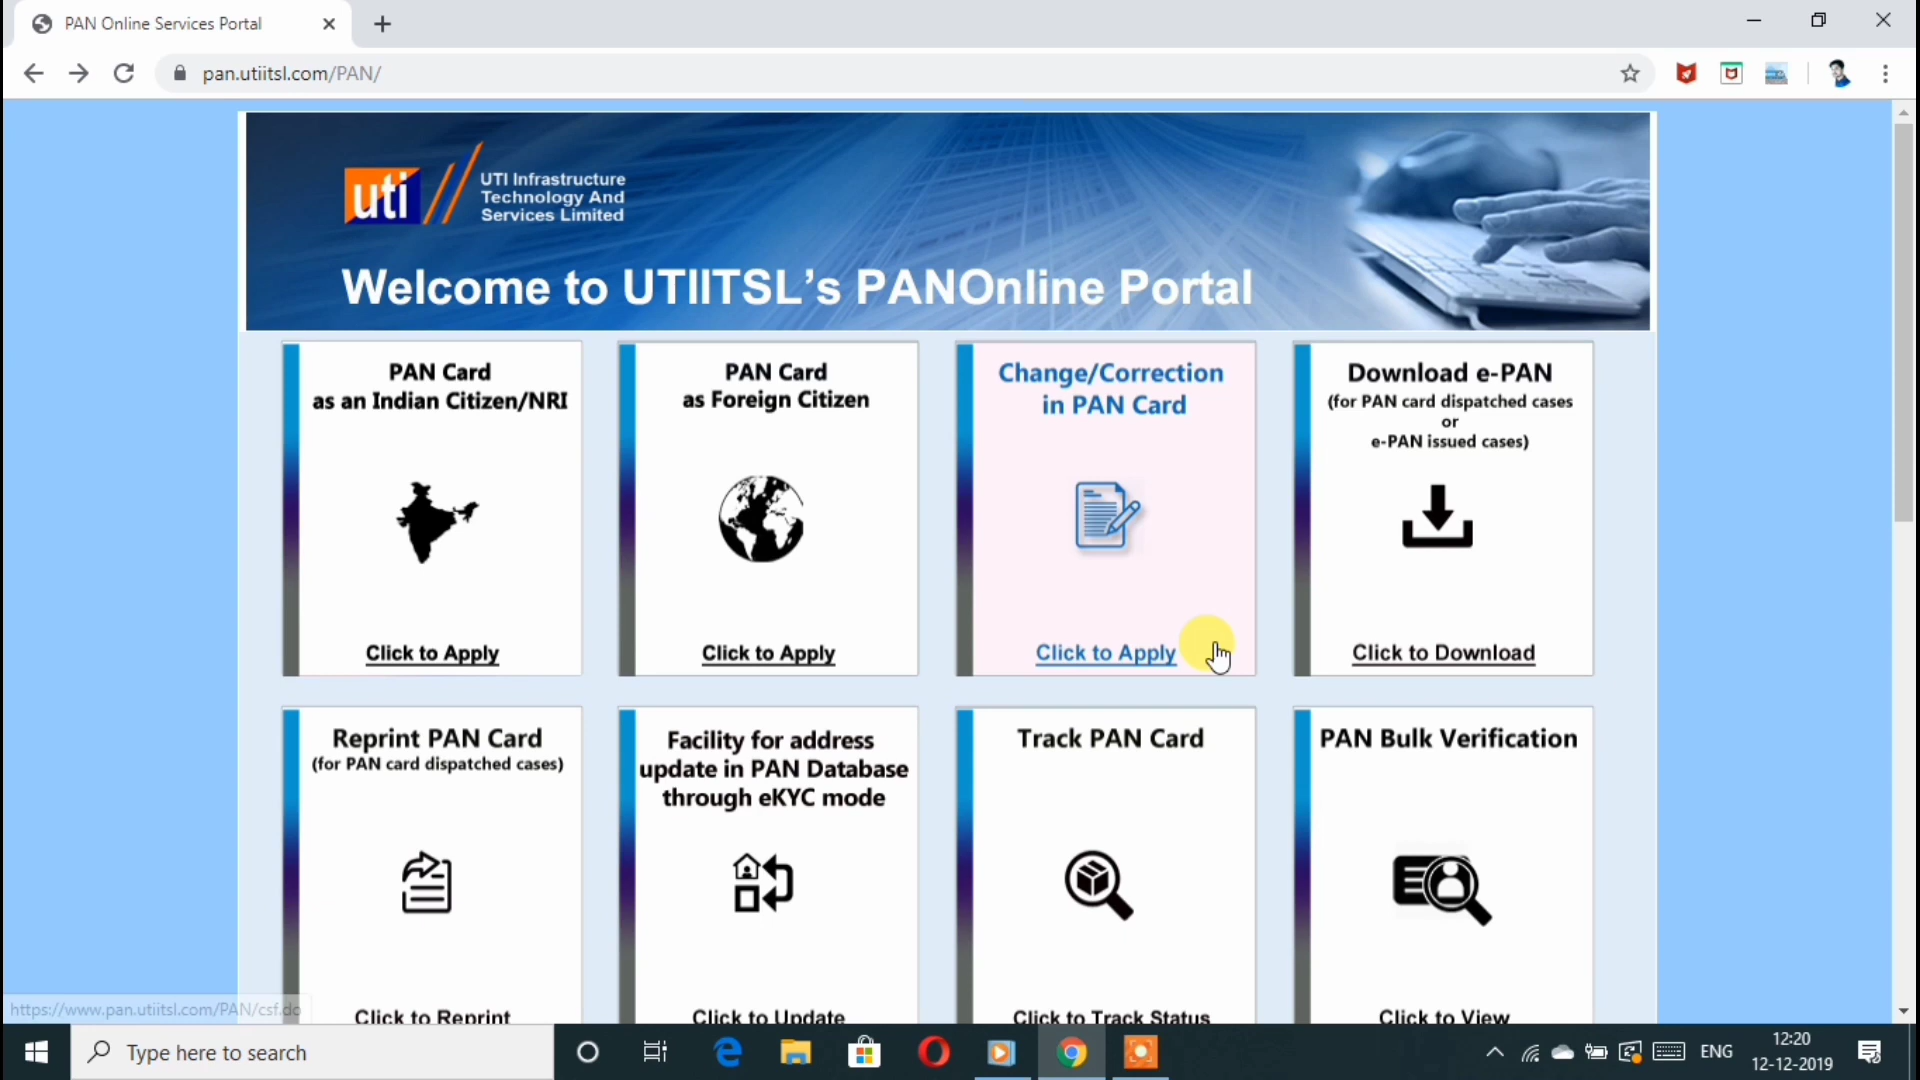 PAN Online Services Portal
pan.utiitsl.com/PAN/
uti
UTI Infrastructure
Technology And
Services Limited
Welcome to UTIITSL's PANOnline Portal
PAN Card
as an Indian Citizen/NRI
Click to Apply
PAN Card
as Foreign Citizen
Click to Apply
Change/Correction
in PAN Card
Click to Apply
Download e-PAN
(for PAN card dispatched cases
or
e-PAN issued cases)
Click to Download
Reprint PAN Card
(for PAN card dispatched cases)
Click to Reprint
Facility for address
update in PAN Database
through eKYC mode
Click to Update
Track PAN Card
Click to Track Status
PAN Bulk Verification
Click to View
https://www.pan.utiitsl.com/PAN/csf.do
Type here to search
ENG
12:20
12-12-2019